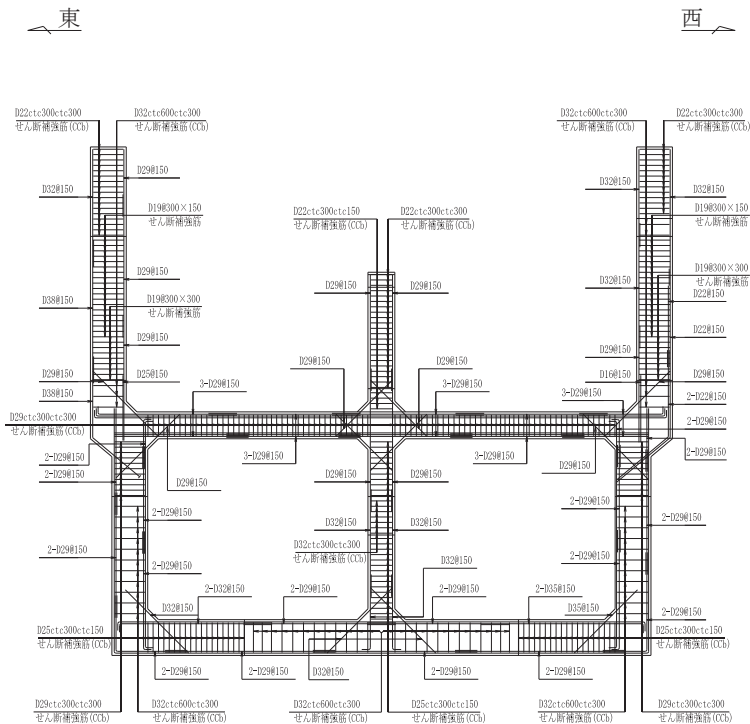 東
西
D22ctc300ctc300
せん断補強筋(CCb)
D32ctc600ctc300
せん断補強筋(CCb)
D32ctc600ctc300
せん断補強筋(CCb)
D22ctc300ctc300
せん断補強筋(CCb)
D29@150
D32@150
D32@150
D32@150
D19@300×150
せん断補強筋
D22ctc300ctc150
せん断補強筋(CCb)
D22ctc300ctc300
せん断補強筋(CCb)
D19@300×150
せん断補強筋
D29@150
D19@300×300
せん断補強筋
D38@150
D29@150
D29@150
D32@150
D19@300×300
せん断補強筋
D22@150
D29@150
D22@150
D29@150
D25@150
D29@150
D29@150
D29@150
D16@150
D29@150
D38@150
3-D29@150
3-D29@150
3-D29@150
2-D22@150
D29ctc300ctc300
せん断補強筋(CCb)
2-D29@150
2-D29@150
3-D29@150
3-D29@150
2-D29@150
2-D29@150
D29@150
D29@150
D29@150
D29@150
2-D29@150
2-D29@150
D32@150
D32@150
2-D29@150
2-D29@150
D32ctc300ctc300
せん断補強筋(CCb)
2-D29@150
2-D29@150
D32@150
2-D32@150
2-D29@150
2-D29@150
2-D35@150
D32@150
D35@150
2-D29@150
D25ctc300ctc150
せん断補強筋(CCb)
D25ctc300ctc150
せん断補強筋(CCb)
2-D29@150
2-D29@150
D32@150
2-D29@150
2-D29@150
D29ctc300ctc300
せん断補強筋(CCb)
D32ctc600ctc300
せん断補強筋(CCb)
D32ctc600ctc300
せん断補強筋(CCb)
D25ctc300ctc150
せん断補強筋(CCb)
D32ctc600ctc300
せん断補強筋(CCb)
D29ctc300ctc300
せん断補強筋(CCb)